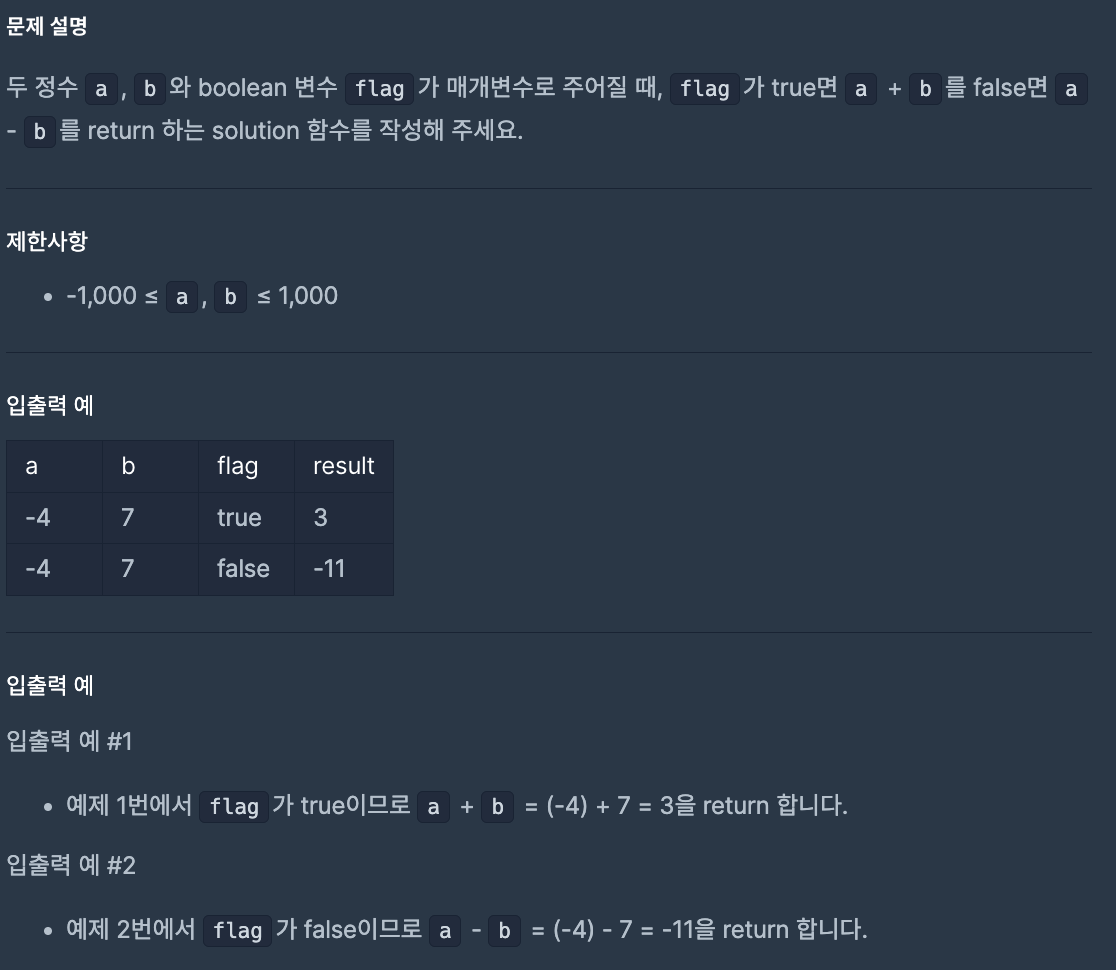 문제 설명
두 정수 a, b와 boolean 변수 flag가 매개변수로 주어질 때, flag가 true면 a + b를 false면 a
- b를 return 하는 solution 함수를 작성해 주세요.
제한사항
• -1,000 ≤ a, b ≤ 1,000
입출력 예
a b flag result
-4 7 true 3
-4 7 false -11
입출력 예
입출력 예 #1
• 예제 1번에서 flag가 true이므로 a + b = (-4) + 7 = 3을 return 합니다.
입출력 예 #2
• 예제 2번에서 flag가 false이므로 a - b = (-4) - 7 = -11을 return 합니다.